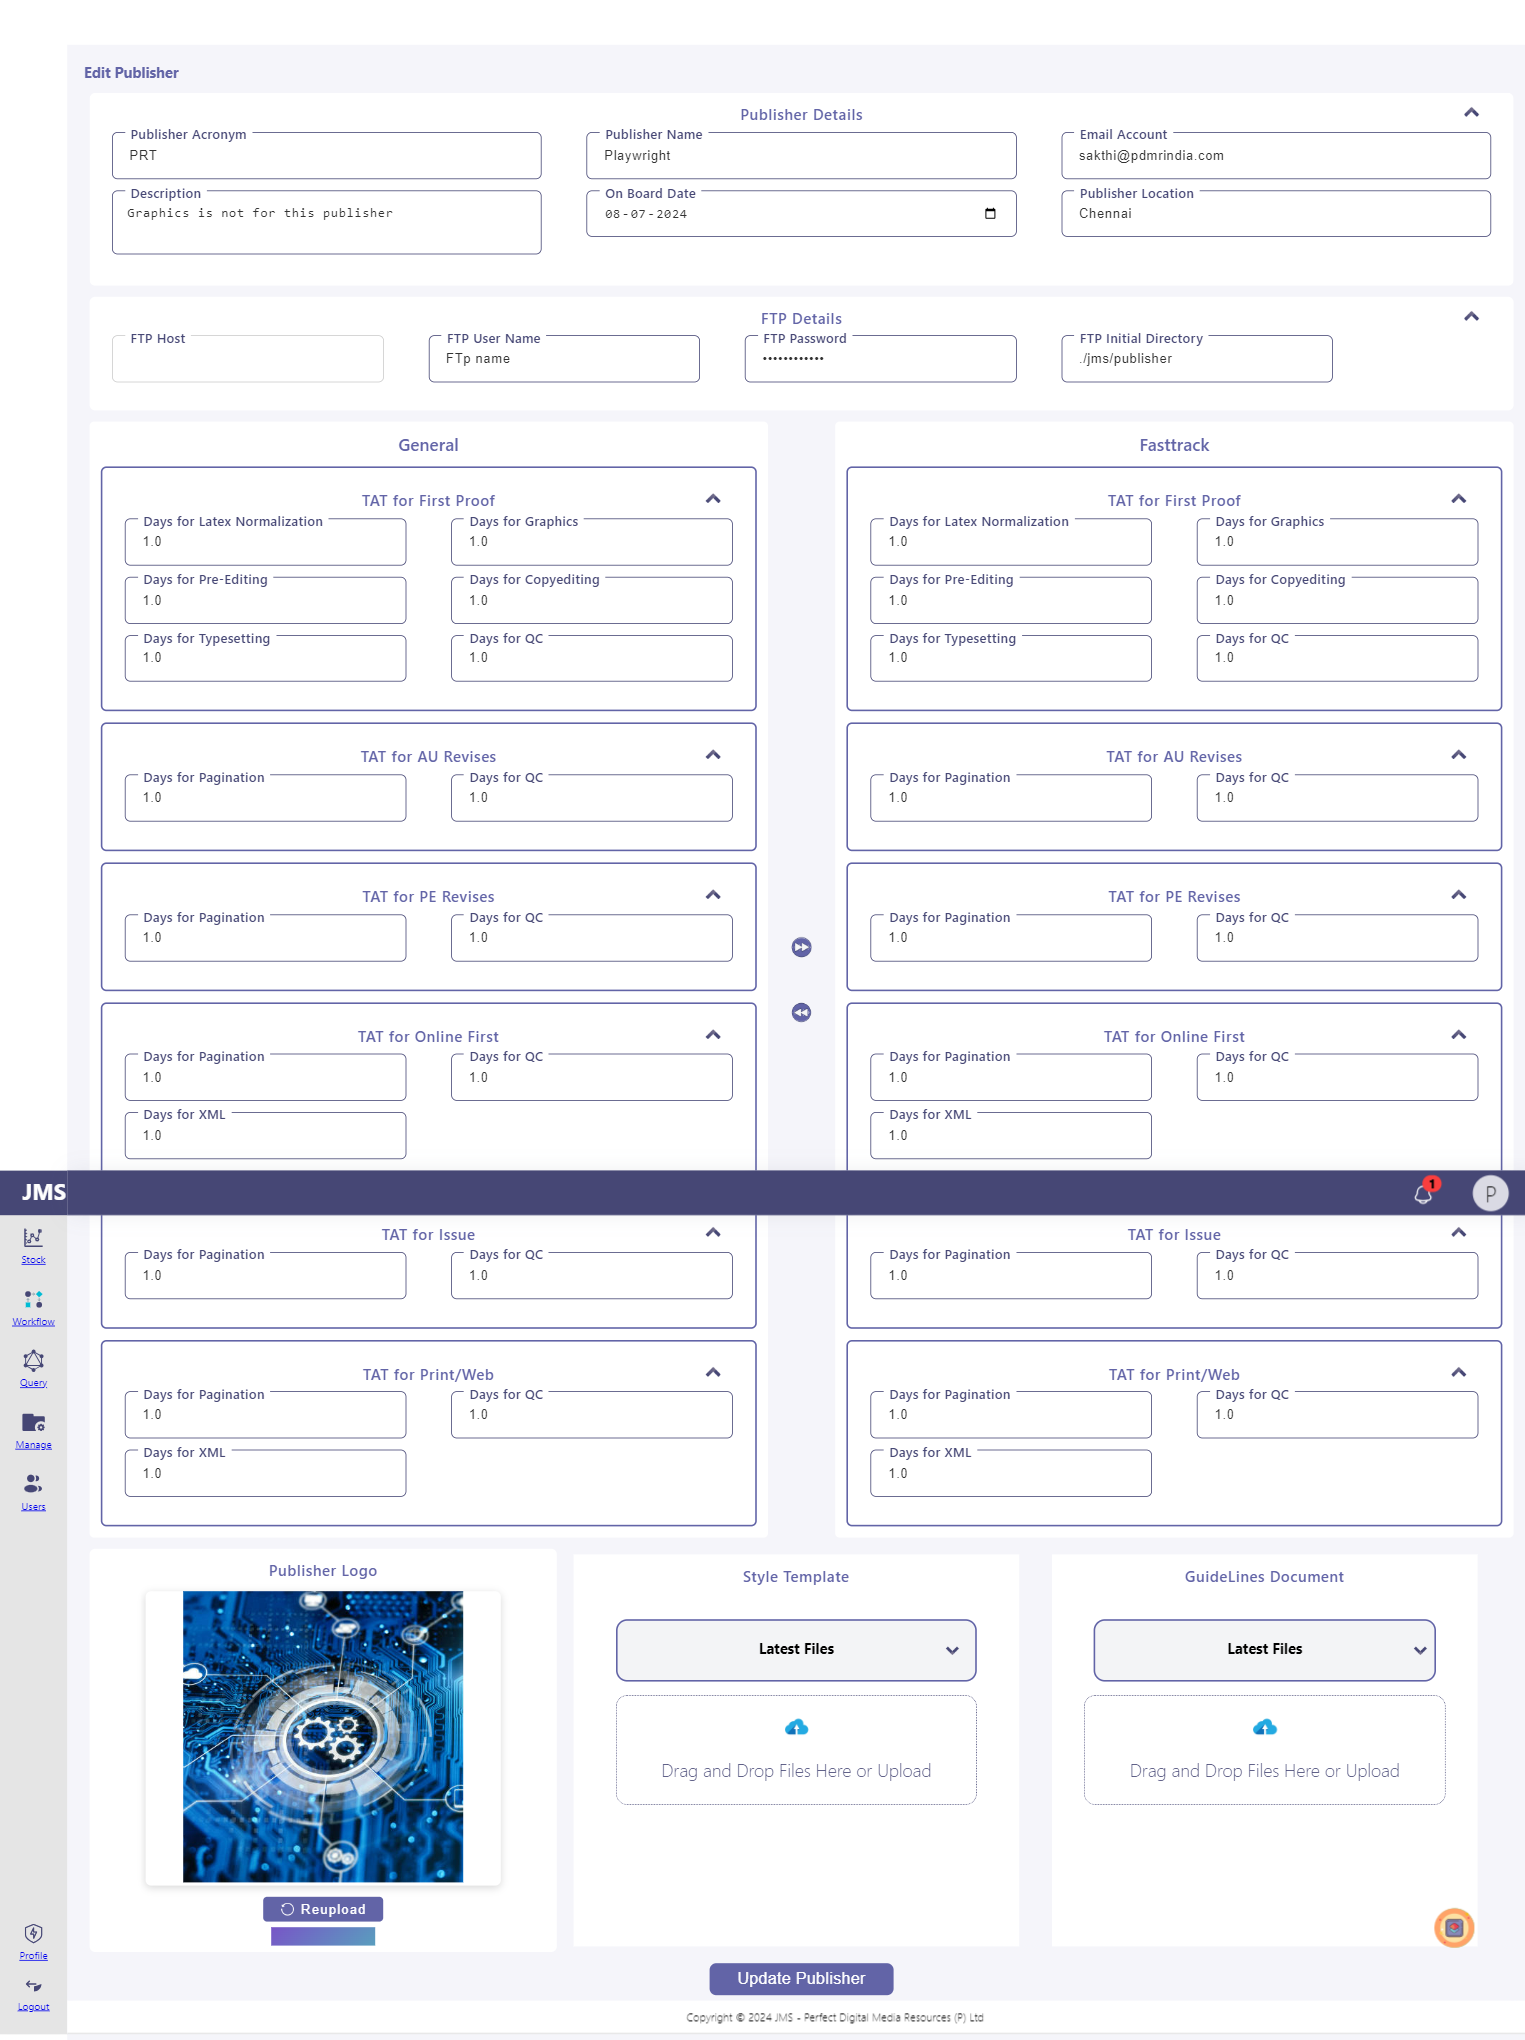 Edit Publisher
Publisher Details
Publisher Acronym
PRT
Publisher Name
Playwright
Email Account
sakthi@pdmrindia.com
Description
Graphics is not for this publisher
On Board Date
08-07-2024
Publisher Location
Chennai
FTP Details
FTP Host
FTP User Name
FTp name
FTP Password
••••••••••••
FTP Initial Directory
./jms/publisher
General
TAT for First Proof
Days for Latex Normalization
1.0
Days for Graphics
1.0
Days for Pre-Editing
1.0
Days for Copyediting
1.0
Days for Typesetting
1.0
Days for QC
1.0
TAT for AU Revises
Days for Pagination
1.0
Days for QC
1.0
TAT for PE Revises
Days for Pagination
1.0
Days for QC
1.0
TAT for Online First
Days for Pagination
1.0
Days for QC
1.0
Days for XML
1.0
TAT for Issue
Days for Pagination
1.0
Days for QC
1.0
TAT for Print/Web
Days for Pagination
1.0
Days for QC
1.0
Days for XML
1.0
Fasttrack
TAT for First Proof
Days for Latex Normalization
1.0
Days for Graphics
1.0
Days for Pre-Editing
1.0
Days for Copyediting
1.0
Days for Typesetting
1.0
Days for QC
1.0
TAT for AU Revises
Days for Pagination
1.0
Days for QC
1.0
TAT for PE Revises
Days for Pagination
1.0
Days for QC
1.0
TAT for Online First
Days for Pagination
1.0
Days for QC
1.0
Days for XML
1.0
TAT for Issue
Days for Pagination
1.0
Days for QC
1.0
TAT for Print/Web
Days for Pagination
1.0
Days for QC
1.0
Days for XML
1.0
JMS
1
P
Stock
Workflow
Query
Manage
Users
Profile
Logout
Publisher Logo
Reupload
Style Template
Latest Files
Drag and Drop Files Here or Upload
GuideLines Document
Latest Files
Drag and Drop Files Here or Upload
Update Publisher
Copyright © 2024 JMS - Perfect Digital Media Resources (P) Ltd